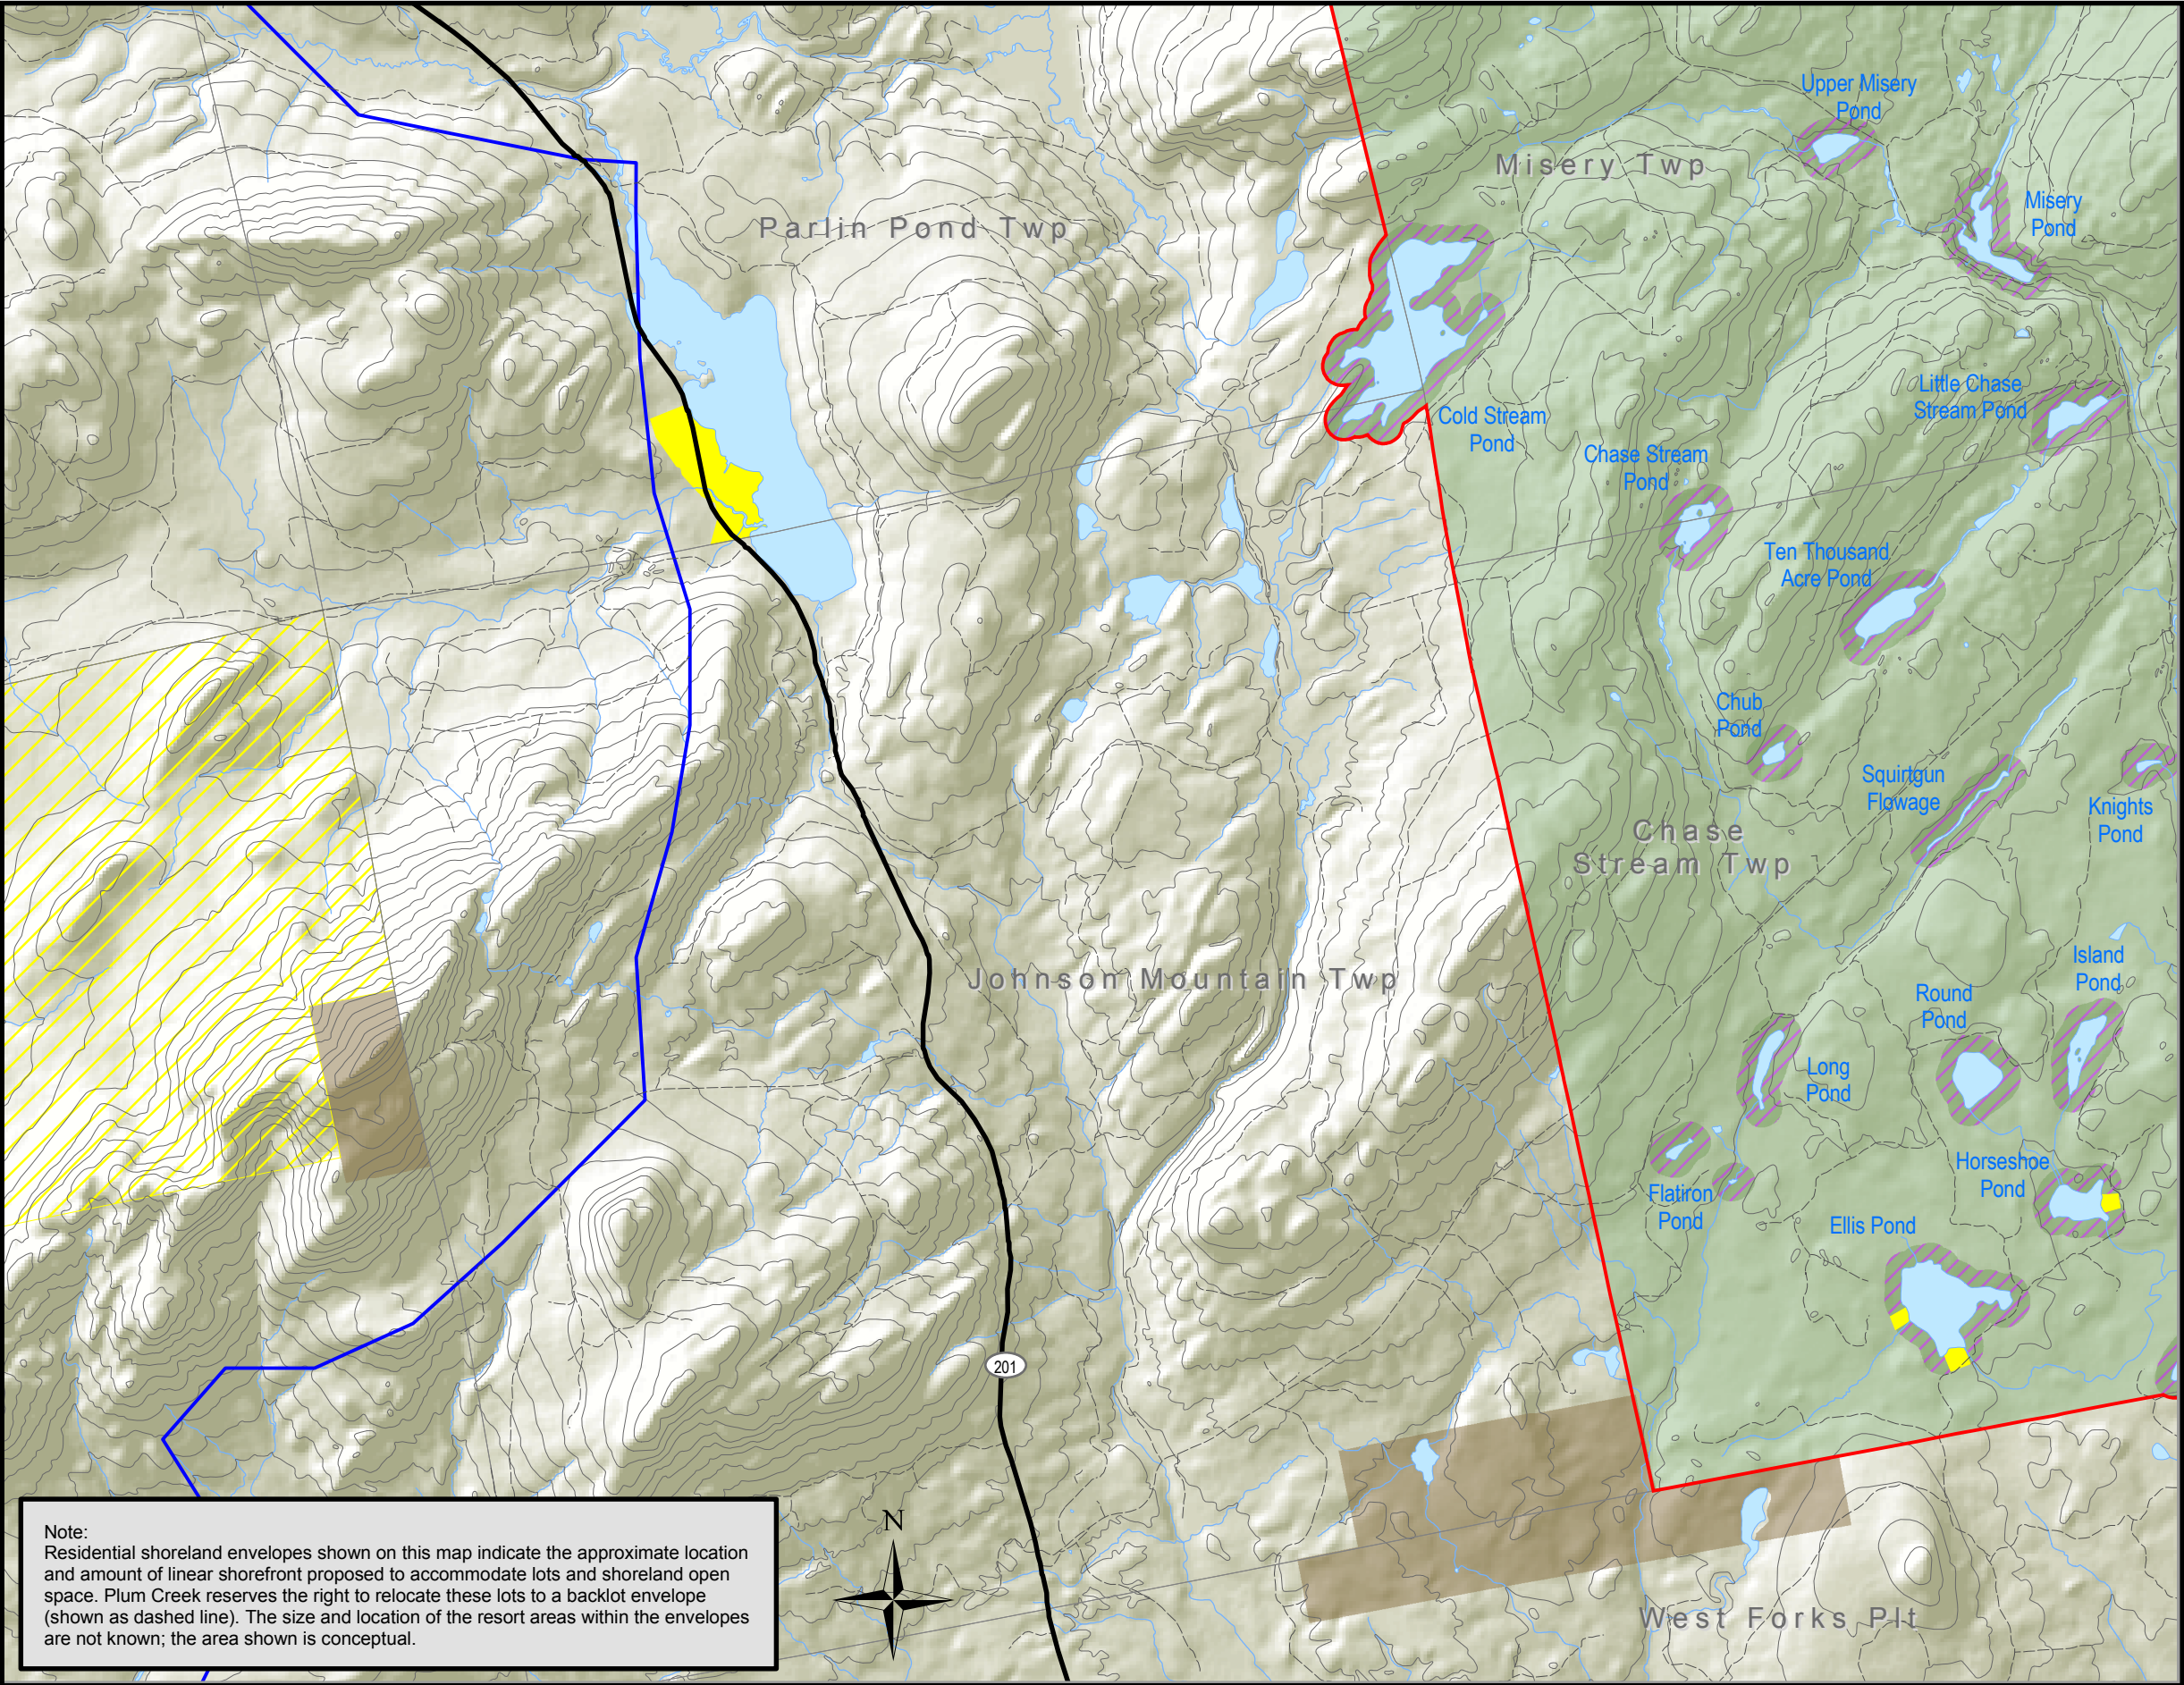 Upper Misery
Pond
Misery Twp
Misery
Pond
Parlin Pond Twp
Little Chase
Stream Pond
Cold Stream
Pond
Chase Stream
Pond
Ten Thousand
Acre Pond
Chub
Pond
Squirtgun
Flowage
Knights
Pond
Chase
Stream Twp
Island
Pond
Johnson Mountain Twp
Round
Pond
Long
Pond
Horseshoe
Pond
Flatiron
Pond
Ellis Pond
201
N
Note:
Residential shoreland envelopes shown on this map indicate the approximate location
and amount of linear shorefront proposed to accommodate lots and shoreland open
space. Plum Creek reserves the right to relocate these lots to a backlot envelope
(shown as dashed line). The size and location of the resort areas within the envelopes
are not known; the area shown is conceptual.
West Forks Plt